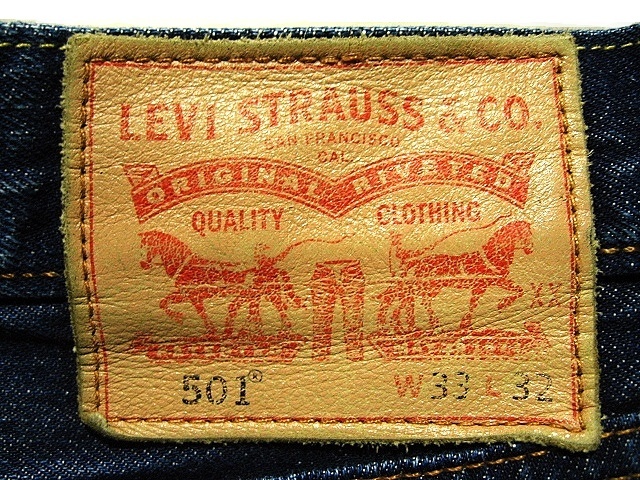 LEVI STRAUSS & CO.
SAN FRANCISCO
CAL.
ORIGINAL RIVETED
QUALITY CLOTHING
XX
501® W 33 L 32